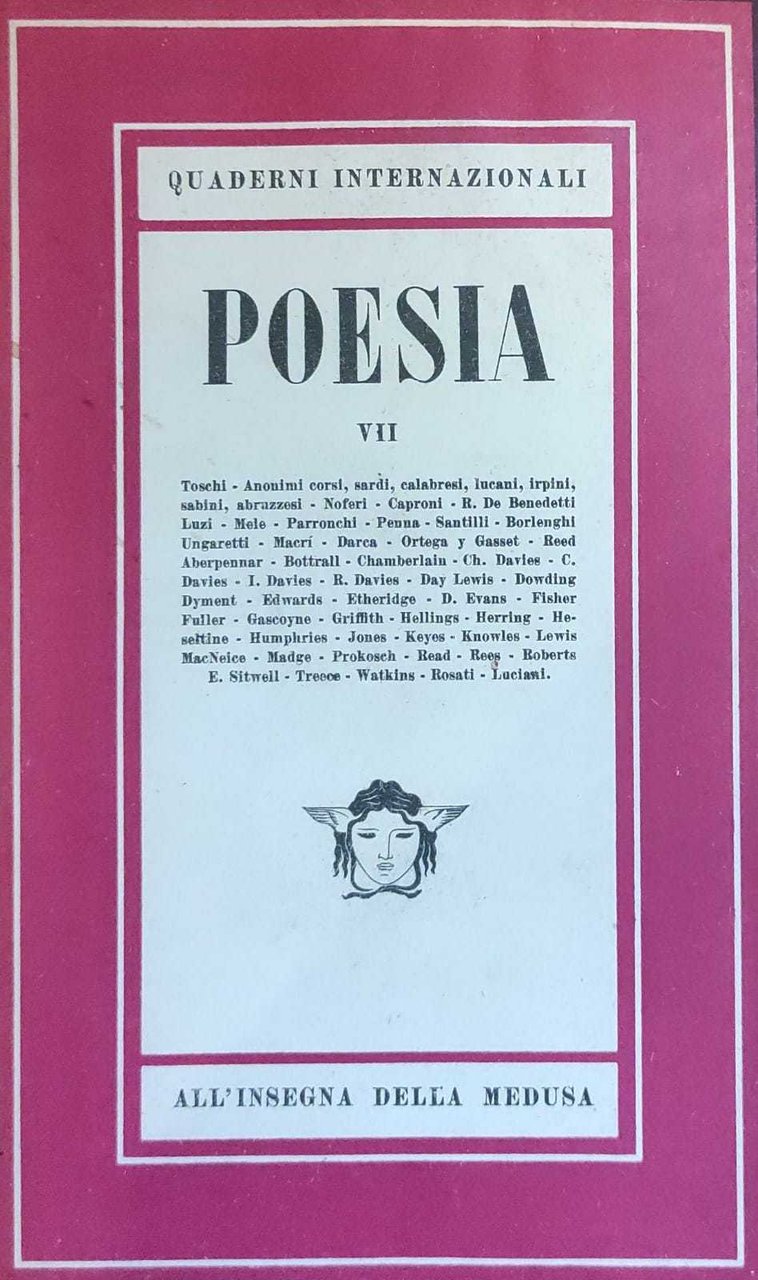 QUADERNI INTERNAZIONALI
POESIA
VII
Toschi - Anonimi corsi, sardi, calabresi, lucani, irpini,
sabini, abruzzesi - Noferi - Caproni - R. De Benedetti
Luzi - Mele - Parronchi - Penna - Santilli - Borlenghi
Ungaretti - Macrí - Darca - Ortega y Gasset - Reed
Aberpennar - Bottrall - Chamberlain - Ch. Davies - C.
Davies - I. Davies - R. Davies - Day Lewis - Dowding
Dyment - Edwards - Etheridge - D. Evans - Fisher
Fuller - Gascoyne - Griffith - Hellings - Herring - He-
seltine - Humphries - Jones - Keyes - Knowles - Lewis
MacNeice - Madge - Prokosch - Read - Rees - Roberts
E. Sitwell - Treece - Watkins - Rosati - Luciani.
ALL'INSEGNA DELLA MEDUSA